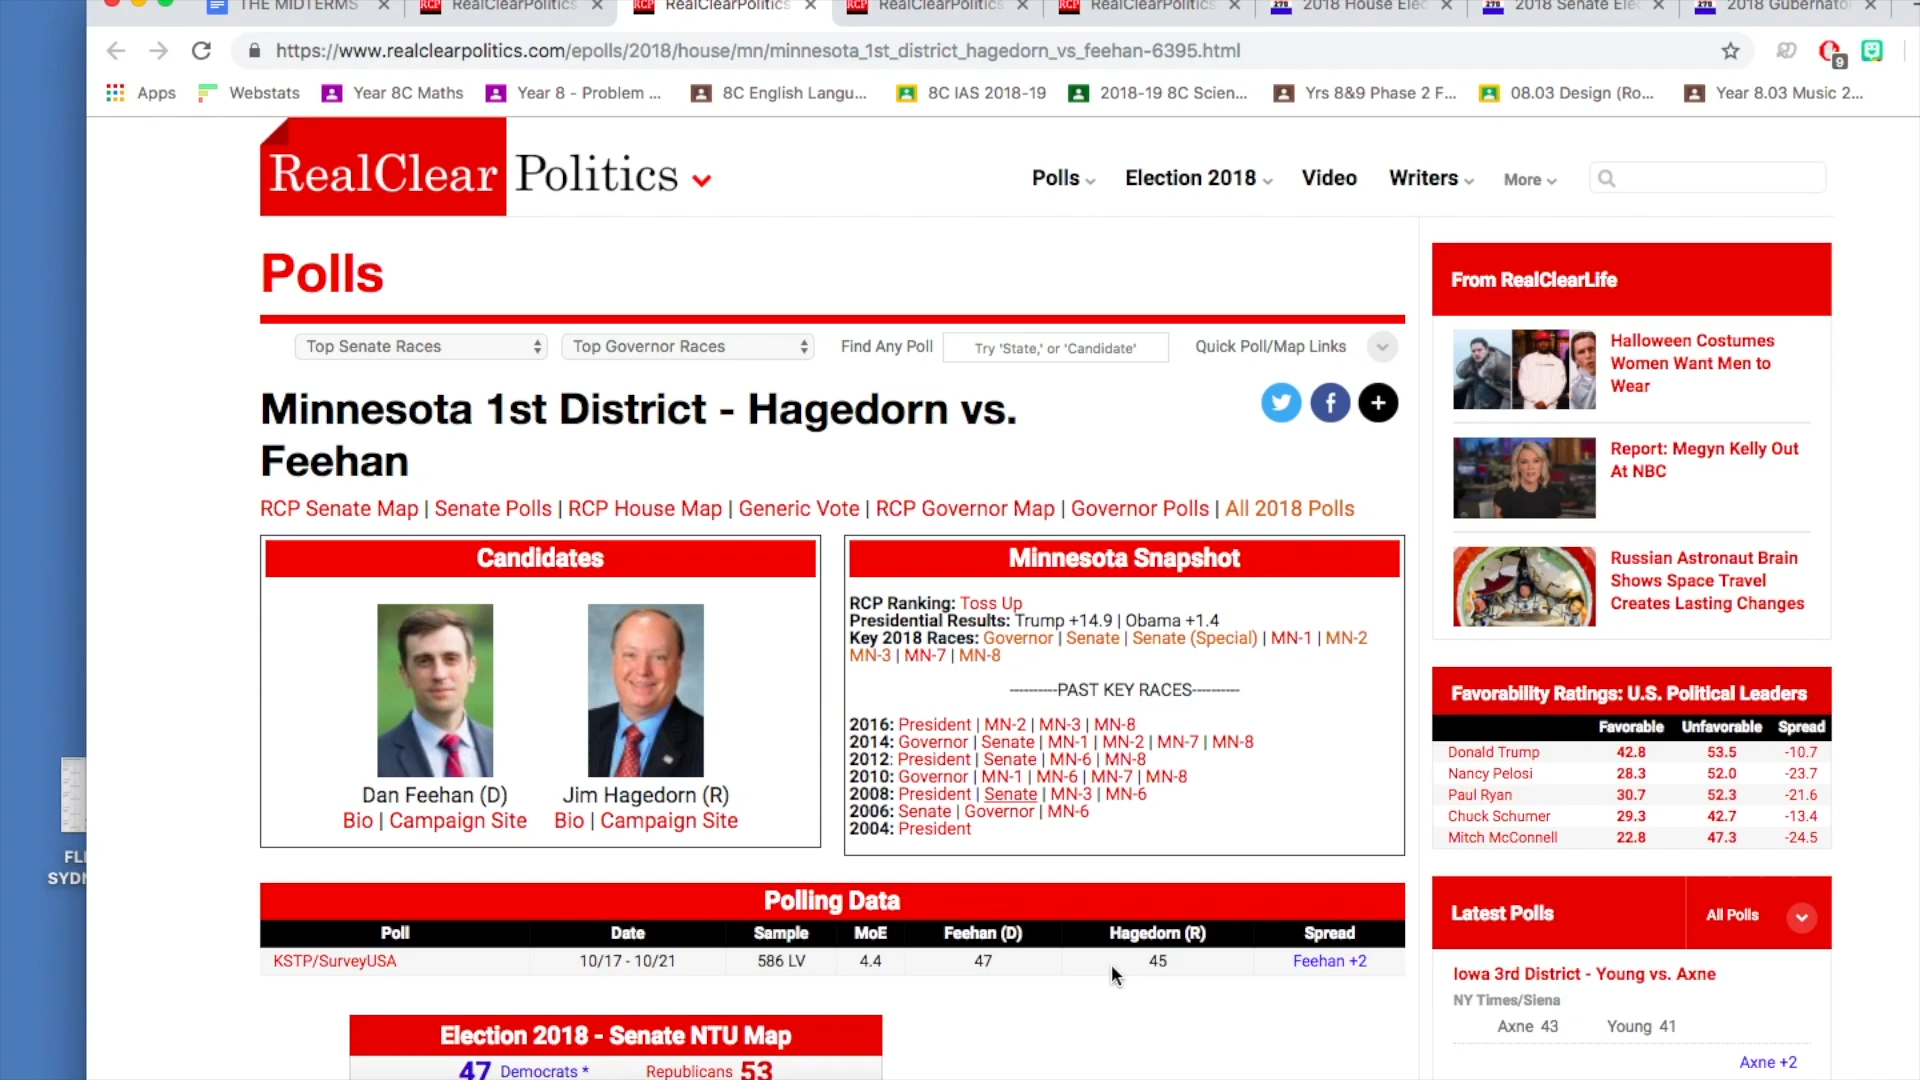 THE MIDTERMS
RealClearPolitics
RealClearPolitics
RealClearPolitics
RealClearPolitics
2018 House Elec
2018 Senate Elec
2018 Gubernator
https://www.realclearpolitics.com/epolls/2018/house/mn/minnesota_1st_district_hagedorn_vs_feehan-6395.html
9
Apps
Webstats
Year 8C Maths
Year 8 - Problem ...
8C English Langu...
8C IAS 2018-19
2018-19 8C Scien...
Yrs 8&9 Phase 2 F...
08.03 Design (Ro...
Year 8.03 Music 2...
RealClear Politics
Polls
Election 2018
Video
Writers
More
Polls
Top Senate Races
Top Governor Races
Find Any Poll
Try 'State,' or 'Candidate'
Quick Poll/Map Links
Minnesota 1st District - Hagedorn vs.
Feehan
RCP Senate Map | Senate Polls | RCP House Map | Generic Vote | RCP Governor Map | Governor Polls | All 2018 Polls
Candidates
Dan Feehan (D)
Bio | Campaign Site
Jim Hagedorn (R)
Bio | Campaign Site
Minnesota Snapshot
RCP Ranking: Toss Up
Presidential Results: Trump +14.9 | Obama +1.4
Key 2018 Races: Governor | Senate | Senate (Special) | MN-1 | MN-2
MN-3 | MN-7 | MN-8
----------PAST KEY RACES----------
2016: President | MN-2 | MN-3 | MN-8
2014: Governor | Senate | MN-1 | MN-2 | MN-7 | MN-8
2012: President | Senate | MN-6 | MN-8
2010: Governor | MN-1 | MN-6 | MN-7 | MN-8
2008: President | Senate | MN-3 | MN-6
2006: Senate | Governor | MN-6
2004: President
Polling Data
Poll Date Sample MoE Feehan (D) Hagedorn (R) Spread
KSTP/SurveyUSA 10/17 - 10/21 586 LV 4.4 47 45 Feehan +2
Election 2018 - Senate NTU Map
47 Democrats * Republicans 53
From RealClearLife
Halloween Costumes
Women Want Men to
Wear
Report: Megyn Kelly Out
At NBC
Russian Astronaut Brain
Shows Space Travel
Creates Lasting Changes
Favorability Ratings: U.S. Political Leaders
Favorable Unfavorable Spread
Donald Trump 42.8 53.5 -10.7
Nancy Pelosi 28.3 52.0 -23.7
Paul Ryan 30.7 52.3 -21.6
Chuck Schumer 29.3 42.7 -13.4
Mitch McConnell 22.8 47.3 -24.5
Latest Polls
All Polls
Iowa 3rd District - Young vs. Axne
NY Times/Siena
Axne 43 Young 41
Axne +2